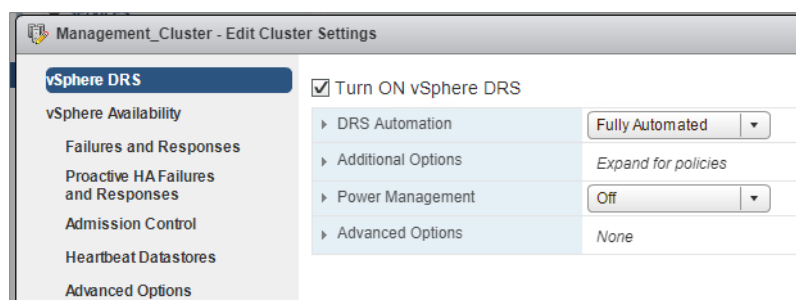 Management_Cluster - Edit Cluster Settings
vSphere DRS
vSphere Availability
Failures and Responses
Proactive HA Failures
and Responses
Admission Control
Heartbeat Datastores
Advanced Options
Turn ON vSphere DRS
DRS Automation
Fully Automated
Additional Options
Expand for policies
Power Management
Off
Advanced Options
None